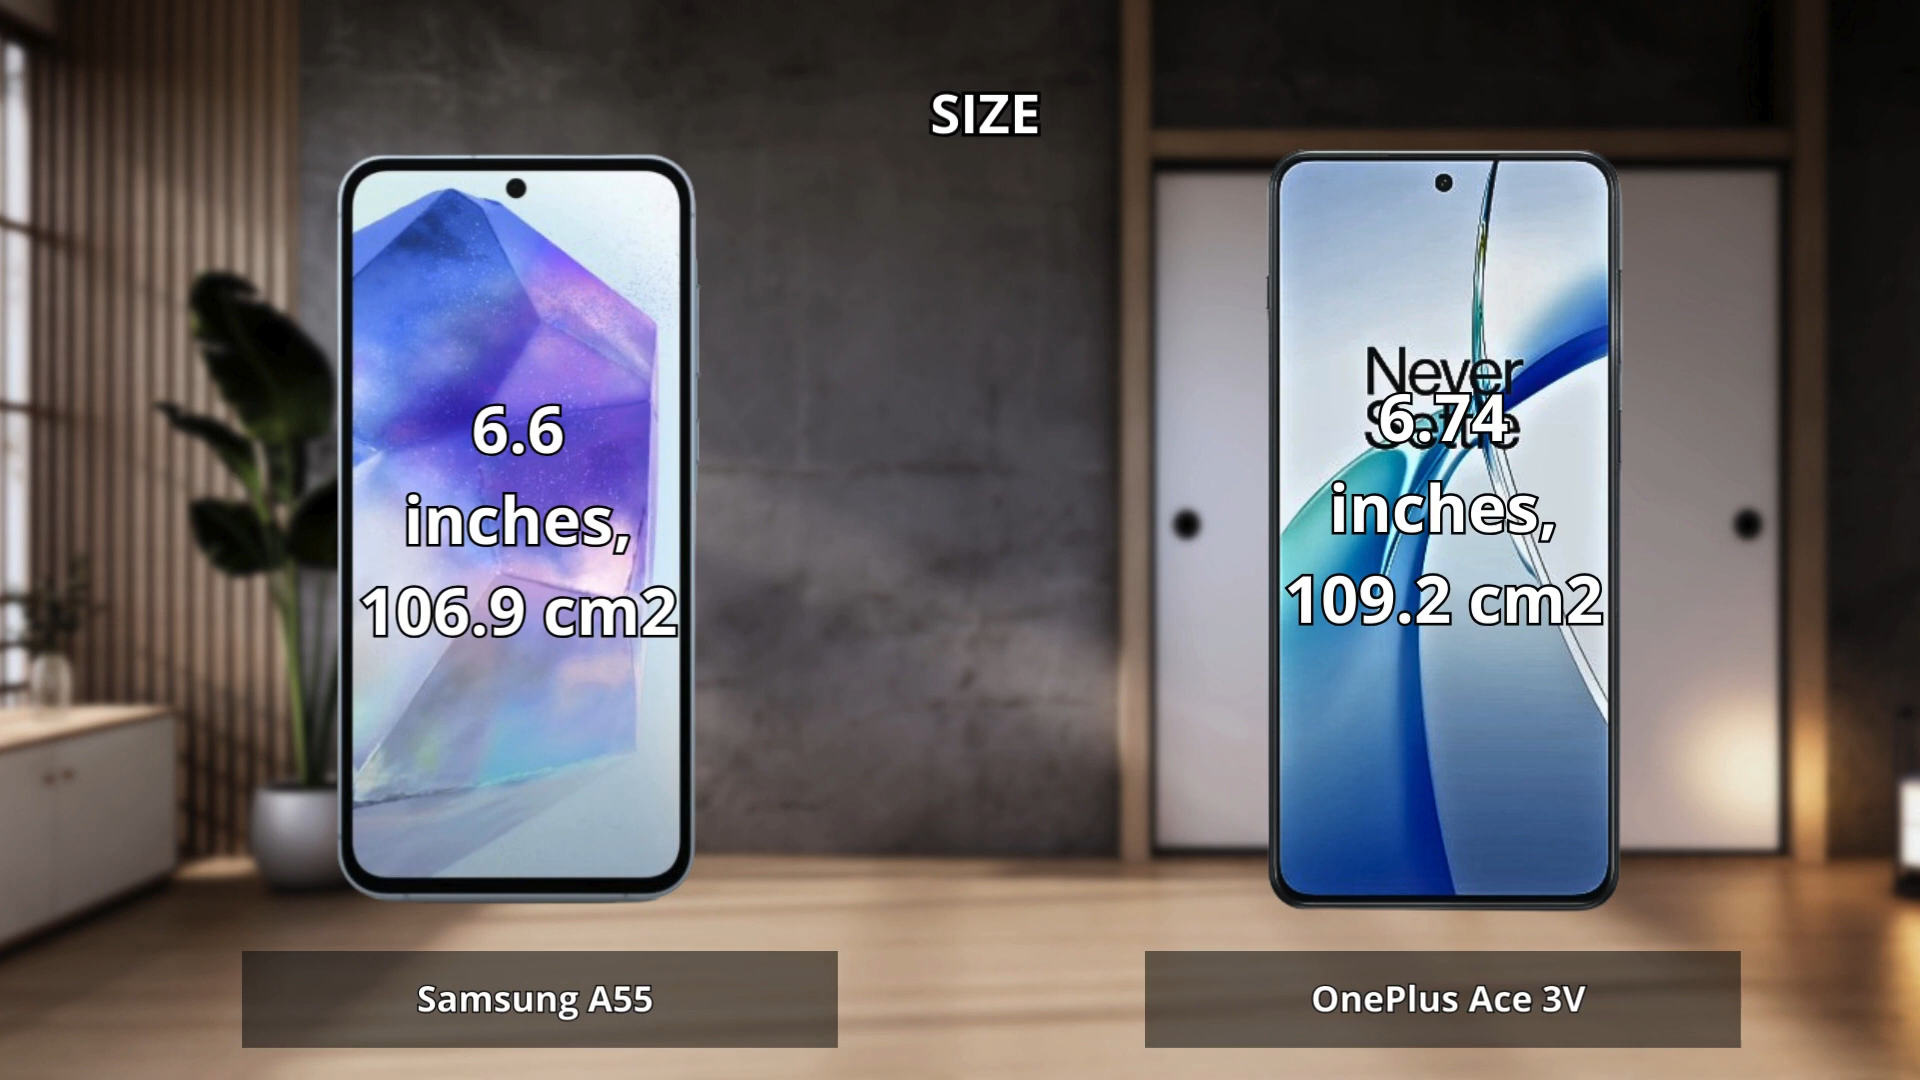 SIZE
6.6
inches,
106.9 cm2
Never
Settle
6.74
inches,
109.2 cm2
Samsung A55
OnePlus Ace 3V